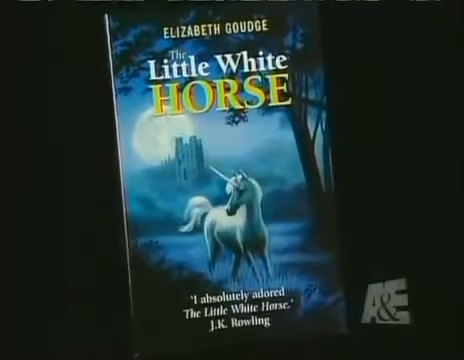 ELIZABETH GOUDGE
The
Little White
HORSE
'I absolutely adored
The Little White Horse.'
J.K. Rowling
A&E